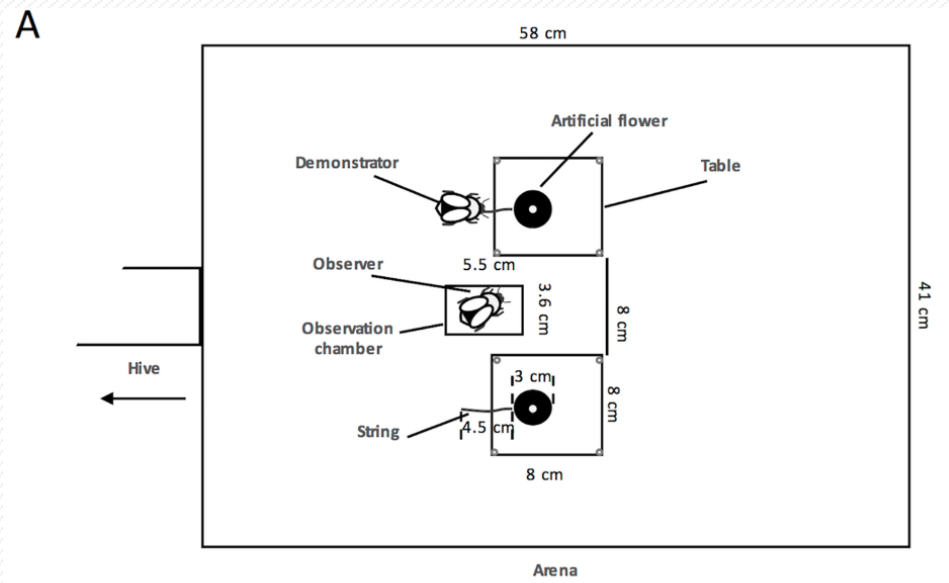 A
58 cm
Artificial flower
Demonstrator
Table
Observer
5.5 cm
3.6 cm
8 cm
41 cm
Observation
chamber
Hive
3 cm
8 cm
String
4.5 cm
8 cm
Arena